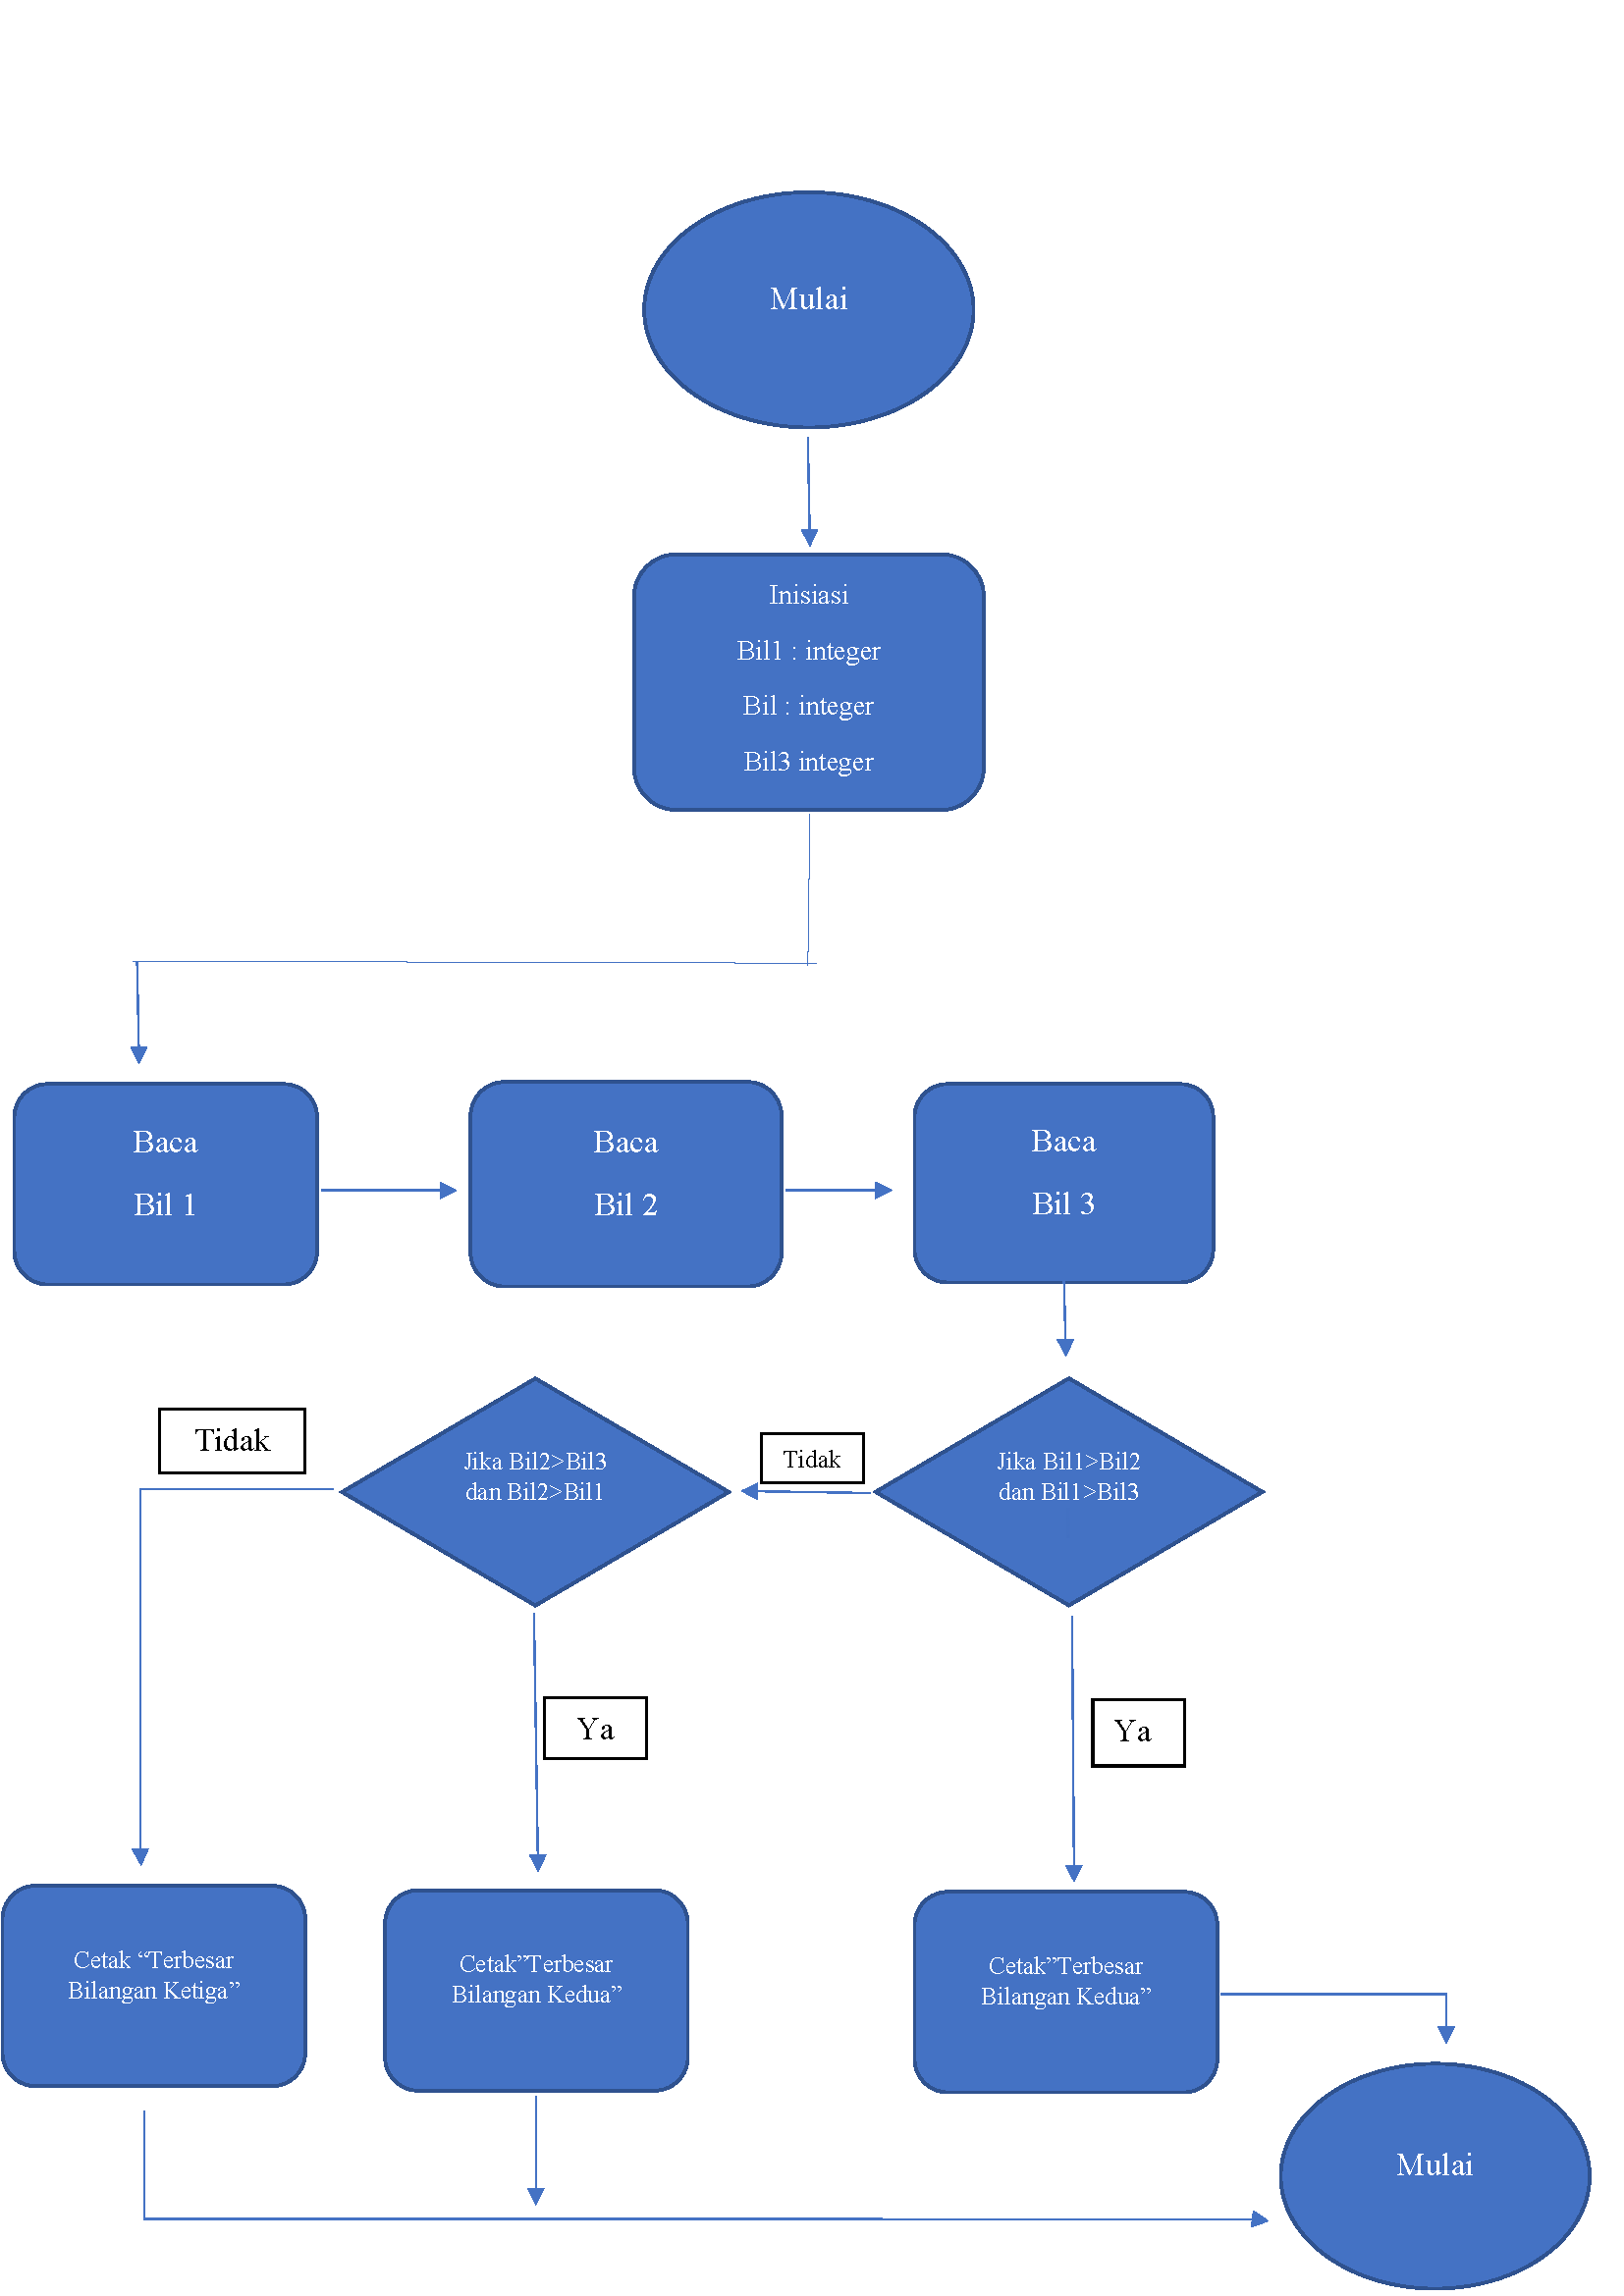 Mulai
Inisiasi
Bil1 : integer
Bil : integer
Bil3 integer
Baca
Bil 1
Baca
Bil 2
Baca
Bil 3
Jika Bil1>Bil2
dan Bil1>Bil3
Tidak
Jika Bil2>Bil3
dan Bil2>Bil1
Tidak
Ya
Ya
Cetak “Terbesar
Bilangan Ketiga”
Cetak”Terbesar
Bilangan Kedua”
Cetak”Terbesar
Bilangan Kedua”
Mulai